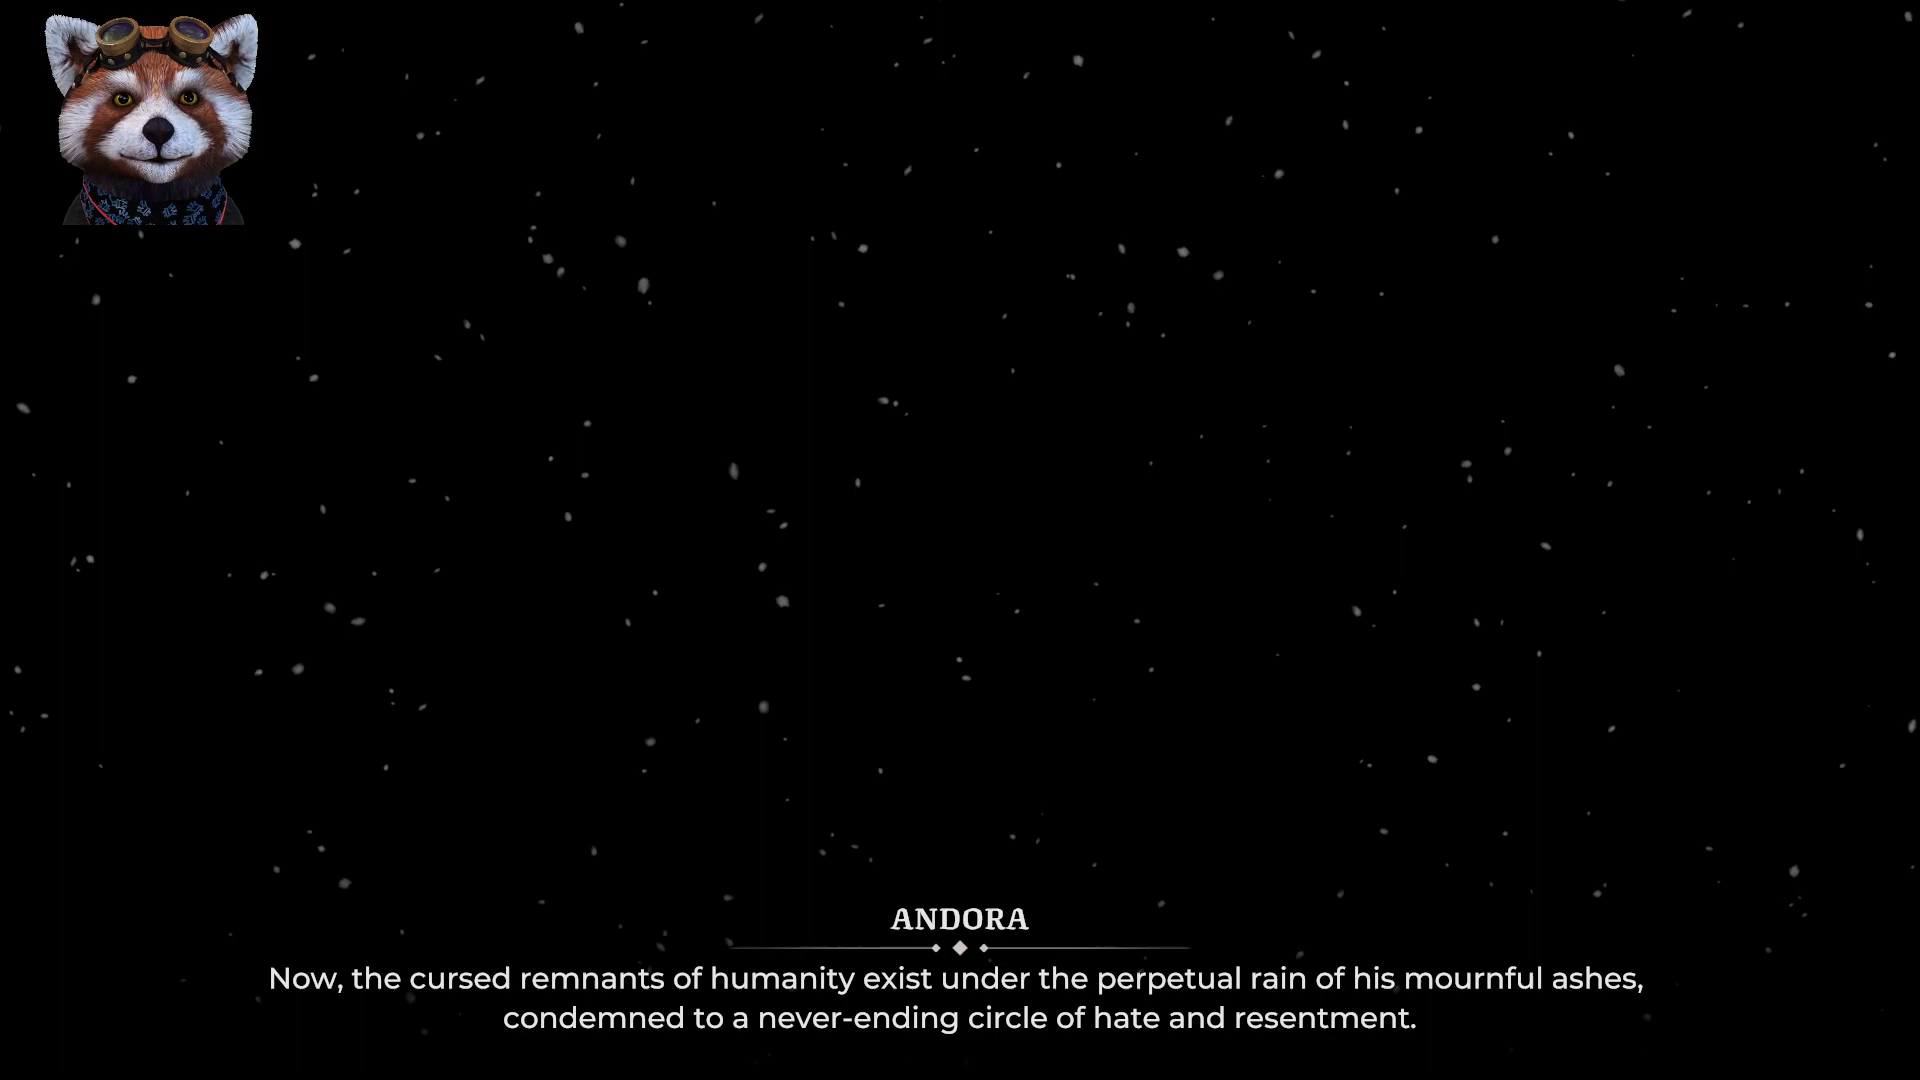 ANDORA
Now, the cursed remnants of humanity exist under the perpetual rain of his mournful ashes,
condemned to a never-ending circle of hate and resentment.